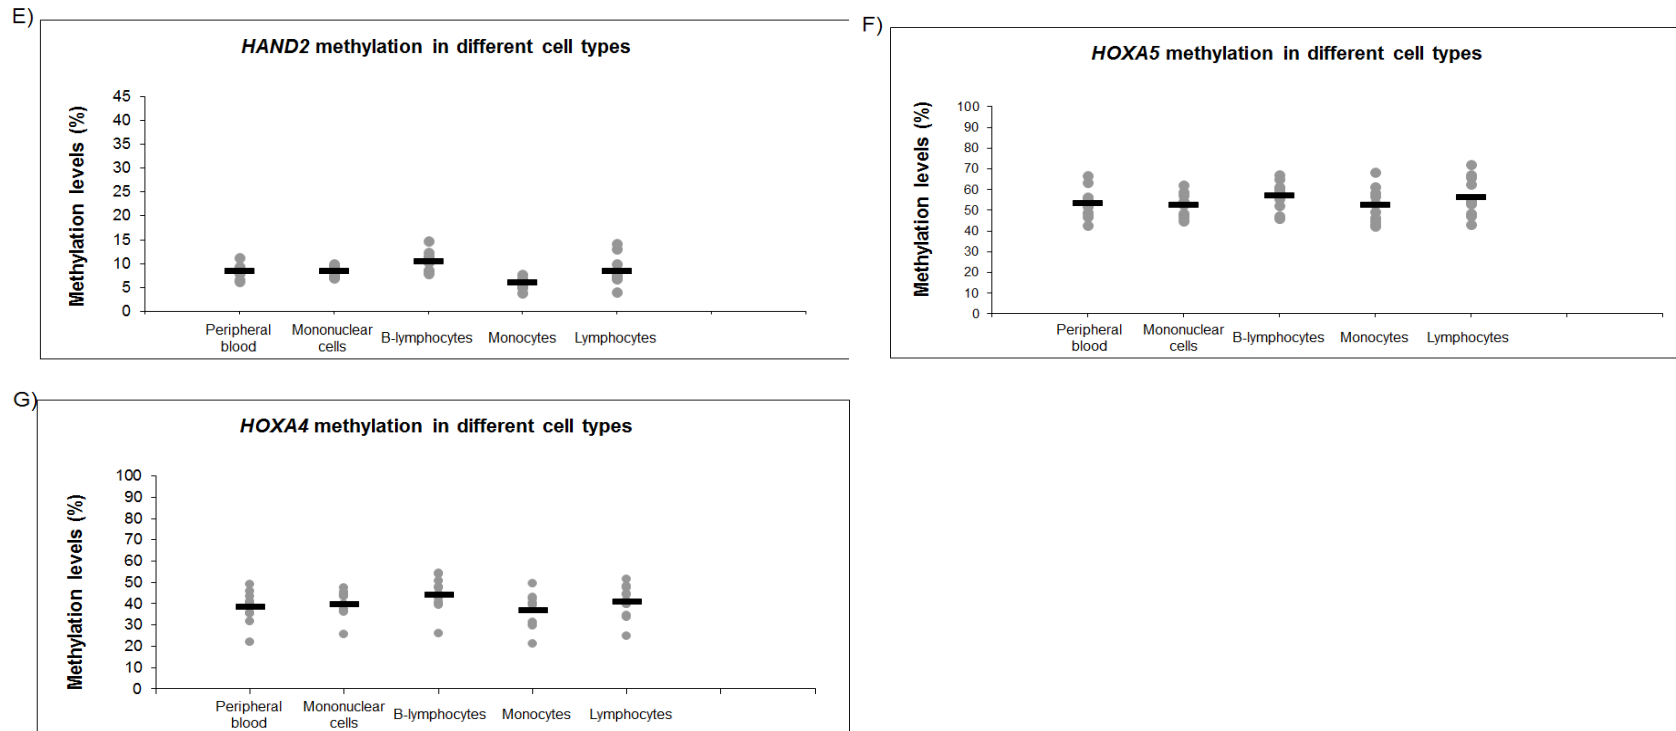 E)
HAND2 methylation in different cell types
Methylation levels (%)
45
40
35
30
25
20
15
10
5
0
Peripheral blood
Mononuclear cells
B-lymphocytes
Monocytes
Lymphocytes
F)
HOXA5 methylation in different cell types
Methylation levels (%)
100
90
80
70
60
50
40
30
20
10
0
Peripheral
blood
Mononuclear
cells
B-lymphocytes
Monocytes
Lymphocytes
G)
HOXA4 methylation in different cell types
Methylation levels (%)
100
90
80
70
60
50
40
30
20
10
0
Peripheral
blood
Mononuclear
cells
B-lymphocytes
Monocytes
Lymphocytes